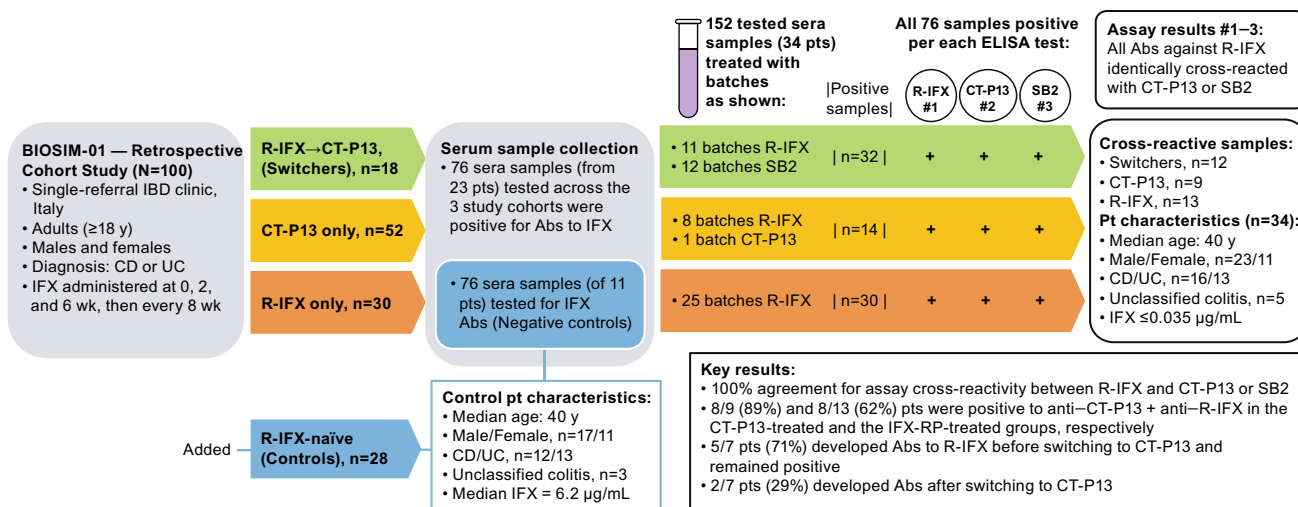 BIOSIM-01 — Retrospective
Cohort Study (N=100)
• Single-referral IBD clinic,
Italy
• Adults (≥18 y)
• Males and females
• Diagnosis: CD or UC
• IFX administered at 0, 2,
and 6 wk, then every 8 wk
R-IFX→CT-P13,
(Switchers), n=18
CT-P13 only, n=52
R-IFX only, n=30
Added
R-IFX-naïve
(Controls), n=28
Serum sample collection
• 76 sera samples (from
23 pts) tested across the
3 study cohorts were
positive for Abs to IFX
• 76 sera samples (of 11
pts) tested for IFX
Abs (Negative controls)
Control pt characteristics:
• Median age: 40 y
• Male/Female, n=17/11
• CD/UC, n=12/13
• Unclassified colitis, n=3
• Median IFX = 6.2 µg/mL
152 tested sera
samples (34 pts)
treated with
batches
as shown:
All 76 samples positive
per each ELISA test:
|Positive
samples|
R-IFX
#1
CT-P13
#2
SB2
#3
• 11 batches R-IFX
• 12 batches SB2
| n=32 |
+ + +
• 8 batches R-IFX
• 1 batch CT-P13
| n=14 |
+ + +
• 25 batches R-IFX
| n=30 |
+ + +
Assay results #1–3:
All Abs against R-IFX
identically cross-reacted
with CT-P13 or SB2
Cross-reactive samples:
• Switchers, n=12
• CT-P13, n=9
• R-IFX, n=13
Pt characteristics (n=34):
• Median age: 40 y
• Male/Female, n=23/11
• CD/UC, n=16/13
• Unclassified colitis, n=5
• IFX ≤0.035 µg/mL
Key results:
• 100% agreement for assay cross-reactivity between R-IFX and CT-P13 or SB2
• 8/9 (89%) and 8/13 (62%) pts were positive to anti–CT-P13 + anti–R-IFX in the
CT-P13-treated and the IFX-RP-treated groups, respectively
• 5/7 pts (71%) developed Abs to R-IFX before switching to CT-P13 and
remained positive
• 2/7 pts (29%) developed Abs after switching to CT-P13